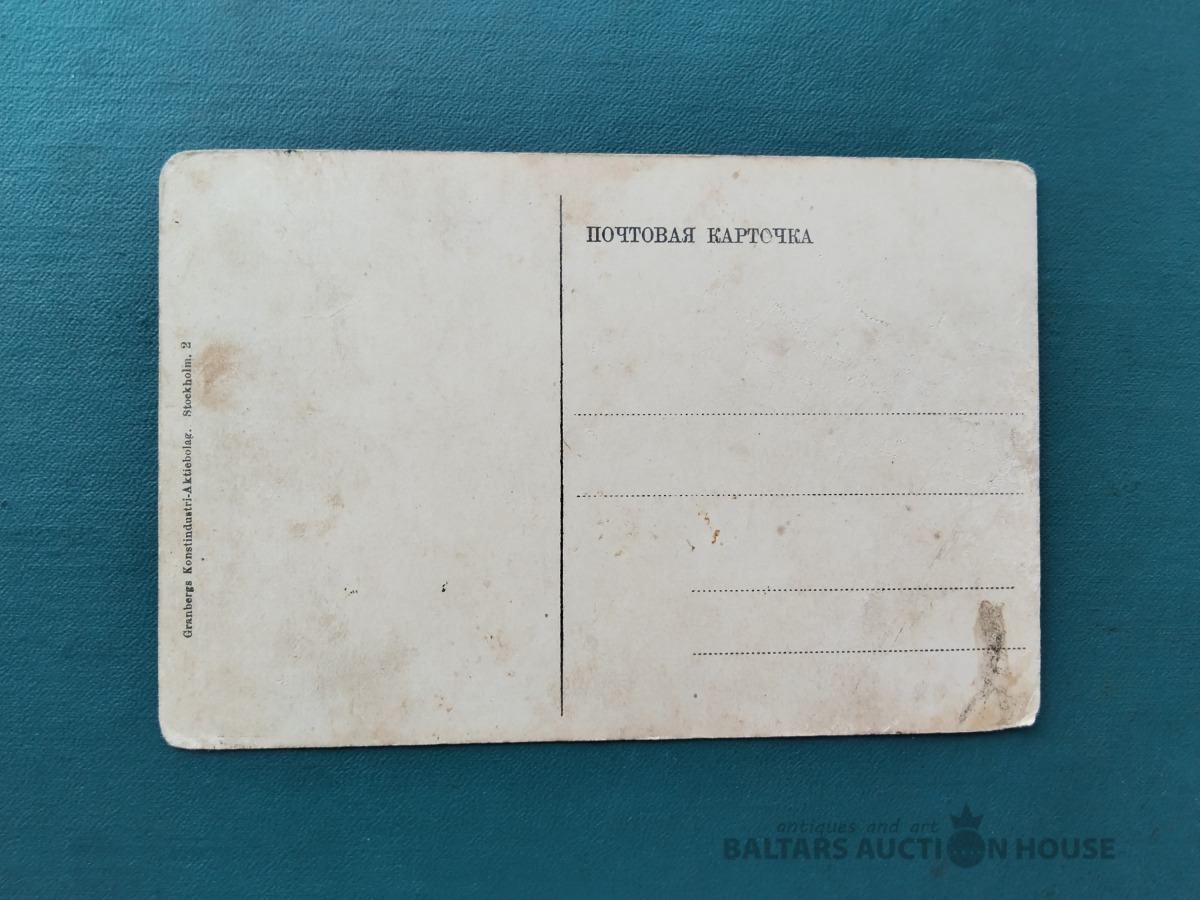 ПОЧТОВАЯ КАРТОЧКА
Granbergs Konstindustri-Aktiebolag. Stockholm. 2
antiques and art
BALTARS AUCTION HOUSE